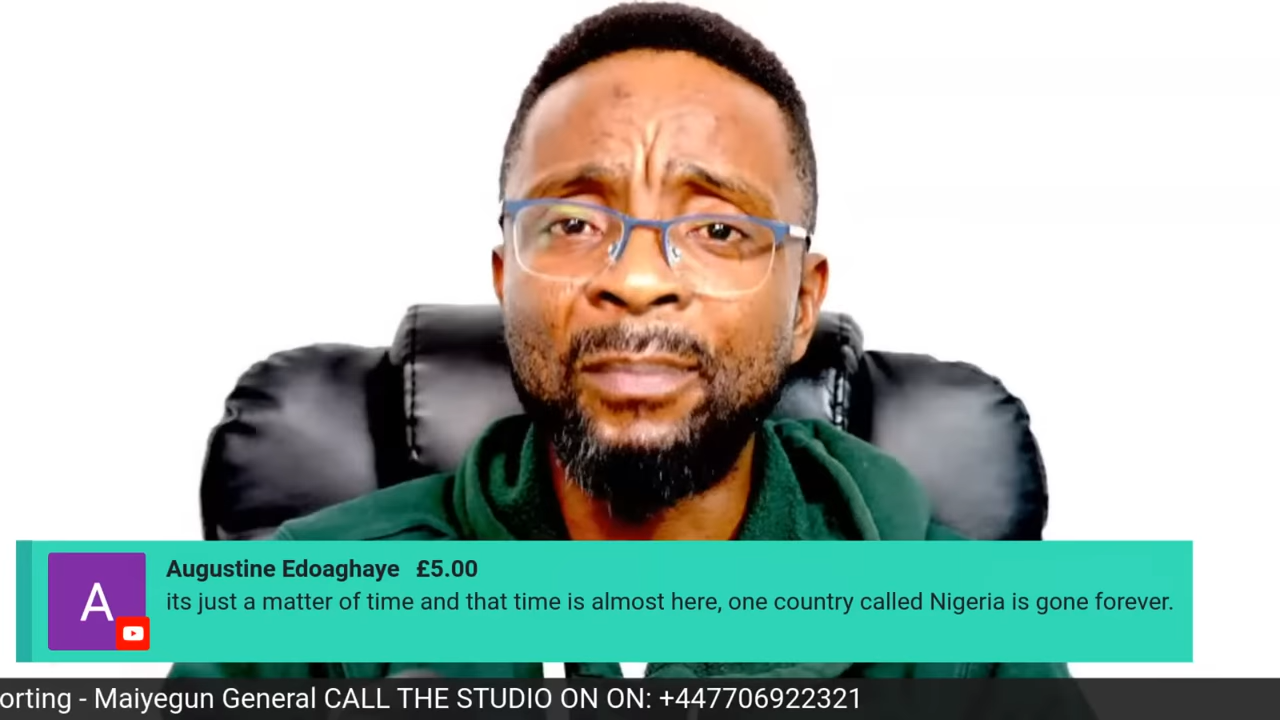 A
Augustine Edoaghaye £5.00
its just a matter of time and that time is almost here, one country called Nigeria is gone forever.
orting - Maiyegun General CALL THE STUDIO ON ON: +447706922321